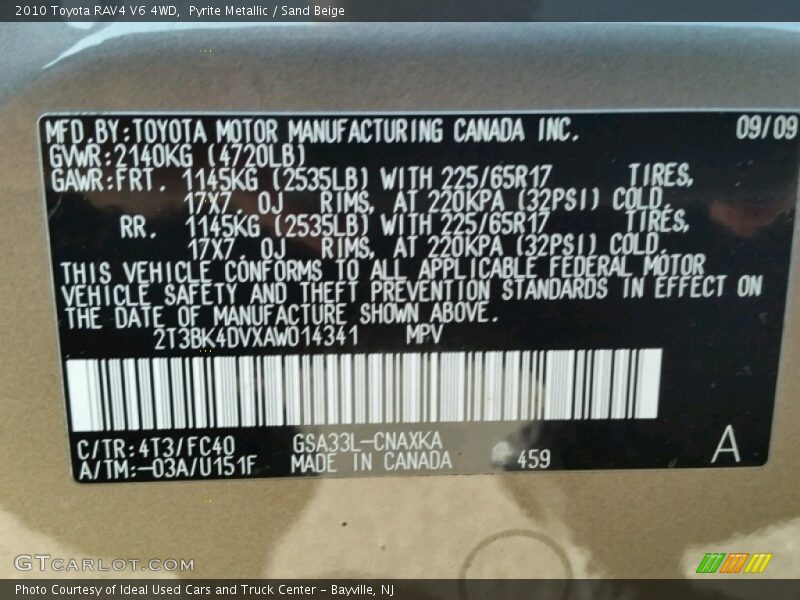 2010 Toyota RAV4 V6 4WD, Pyrite Metallic / Sand Beige
MFD.BY:TOYOTA MOTOR MANUFACTURING CANADA INC. 09/09
GVWR:2140KG (4720LB)
GAWR:FRT. 1145KG (2535LB) WITH 225/65R17 TIRES,
17X7.0J RIMS, AT 220KPA (32PSI) COLD.
RR. 1145KG (2535LB) WITH 225/65R17 TIRES,
17X7.0J RIMS, AT 220KPA (32PSI) COLD.
THIS VEHICLE CONFORMS TO ALL APPLICABLE FEDERAL MOTOR
VEHICLE SAFETY AND THEFT PREVENTION STANDARDS IN EFFECT ON
THE DATE OF MANUFACTURE SHOWN ABOVE.
2T3BK4DVXAW014341 MPV
C/TR:4T3/FC40 GSA33L-CNAXKA
A/TM:-03A/U151F MADE IN CANADA 459 A
GTCARLOT.COM
Photo Courtesy of Ideal Used Cars and Truck Center – Bayville, NJ